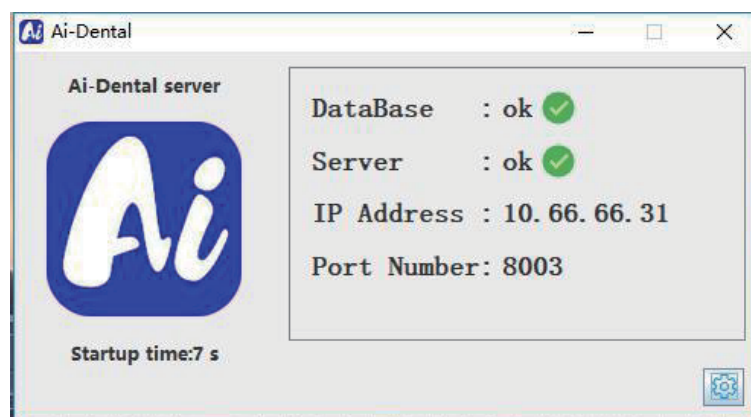 Ai-Dental
Ai-Dental server
Ai
Startup time:7 s
DataBase : ok
Server : ok
IP Address : 10.66.66.31
Port Number: 8003